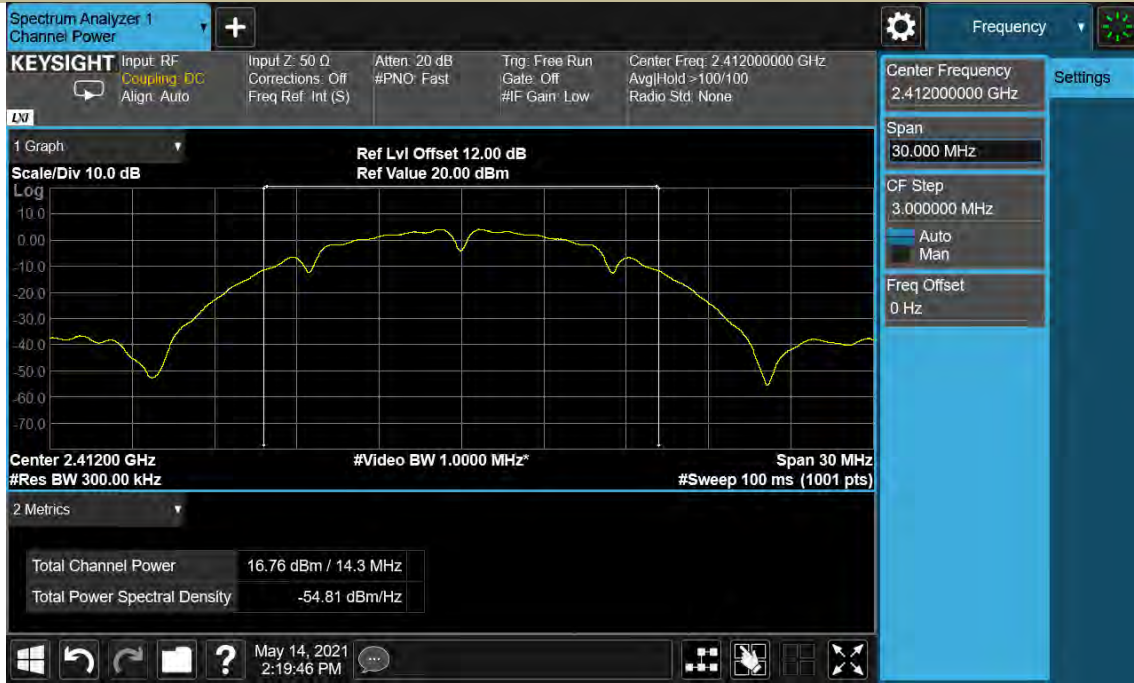 Spectrum Analyzer 1
Channel Power
+
Frequency
KEYSIGHT
Input: RF
Coupling: DC
Align: Auto
Input Z: 50 Ω
Corrections: Off
Freq Ref: Int (S)
Atten: 20 dB
#PNO: Fast
Trig: Free Run
Gate: Off
#IF Gain: Low
Center Freq: 2.412000000 GHz
Avg|Hold >100/100
Radio Std: None
LXI
Center Frequency
2.412000000 GHz
Settings
Span
30.000 MHz
CF Step
3.000000 MHz
Auto
Man
Freq Offset
0 Hz
1 Graph
Scale/Div 10.0 dB
Ref Lvl Offset 12.00 dB
Ref Value 20.00 dBm
Log
10.0
0.00
-10.0
-20.0
-30.0
-40.0
-50.0
-60.0
-70.0
Center 2.41200 GHz
#Video BW 1.0000 MHz*
Span 30 MHz
#Res BW 300.00 kHz
#Sweep 100 ms (1001 pts)
2 Metrics
Total Channel Power 16.76 dBm / 14.3 MHz
Total Power Spectral Density -54.81 dBm/Hz
?
May 14, 2021
2:19:46 PM